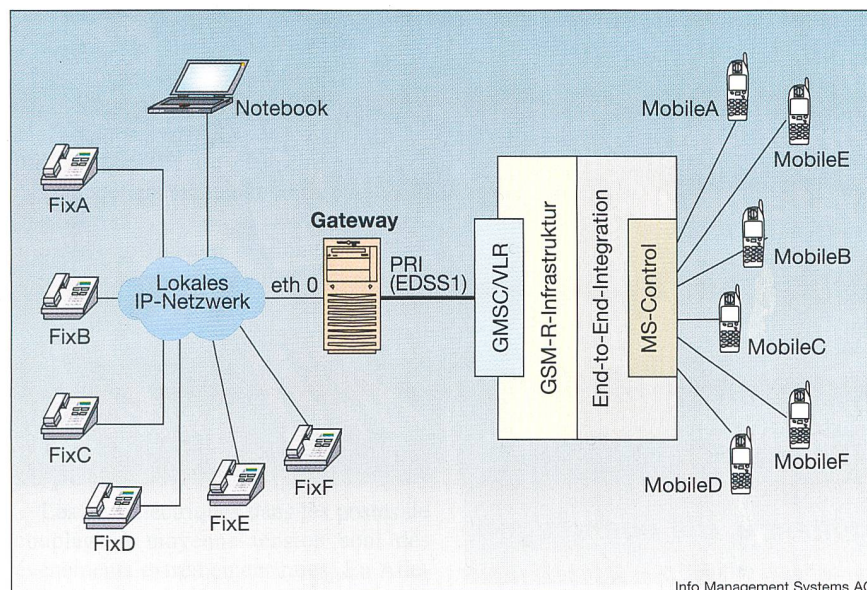 Notebook
FixA
FixB
FixC
FixD
FixE
FixF
Lokales
IP-Netzwerk
eth 0
Gateway
PRI
(EDSS1)
GMSC/VLR
GSM-R-Infrastruktur
End-to-End-Integration
MS-Control
MobileA
MobileE
MobileB
MobileC
MobileF
MobileD
Info Management Systems AG